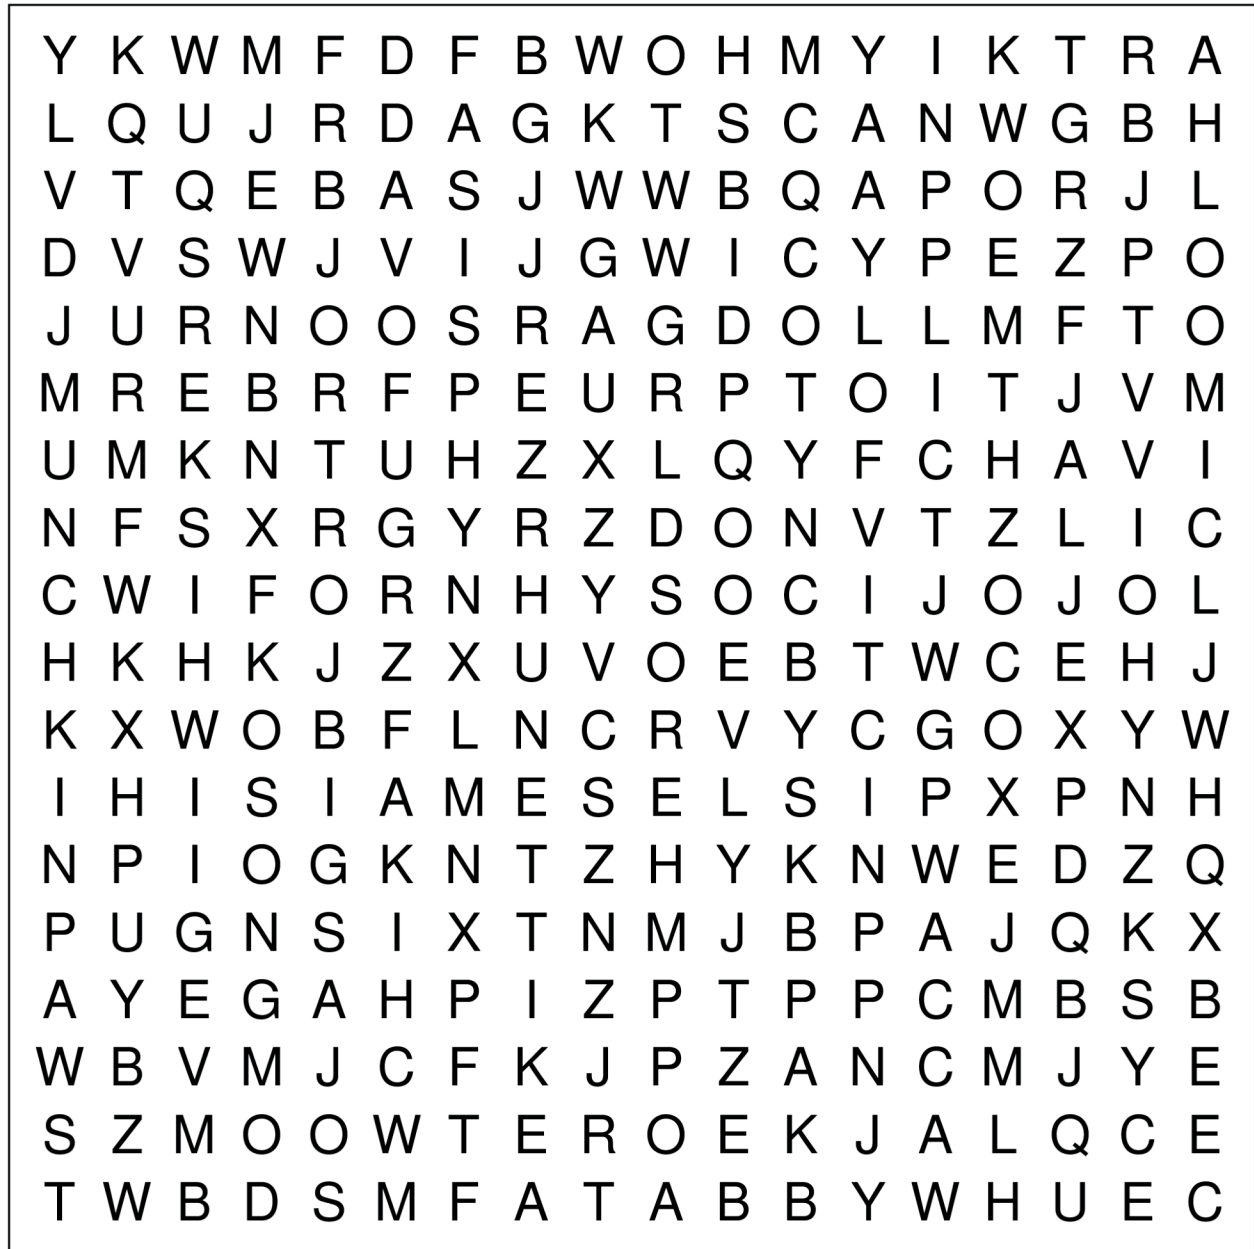 Y K W M F D F B W O H M Y I K T R A
L Q U J R D A G K T S C A N W G B H
V T Q E B A S J W W B Q A P O R J L
D V S W J V I J G W I C Y P E Z P O
J U R N O O S R A G D O L L M F T O
M R E B R F P E U R P T O I T J V M
U M K N T U H Z X L Q Y F C H A V I
N F S X R G Y R Z D O N V T Z L I C
C W I F O R N H Y S O C I J O J O L
H K H K J Z X U V O E B T W C E H J
K X W O B F L N C R V Y C G O X Y W
I H I S I A M E S E L S I P X P N H
N P I O G K N T Z H Y K N W E D Z Q
P U G N S I X T N M J B P A J Q K X
A Y E G A H P I Z P T P P C M B S B
W B V M J C F K J P Z A N C M J Y E
S Z M O O W T E R O E K J A L Q C E
T W B D S M F A T A B B Y W H U E C